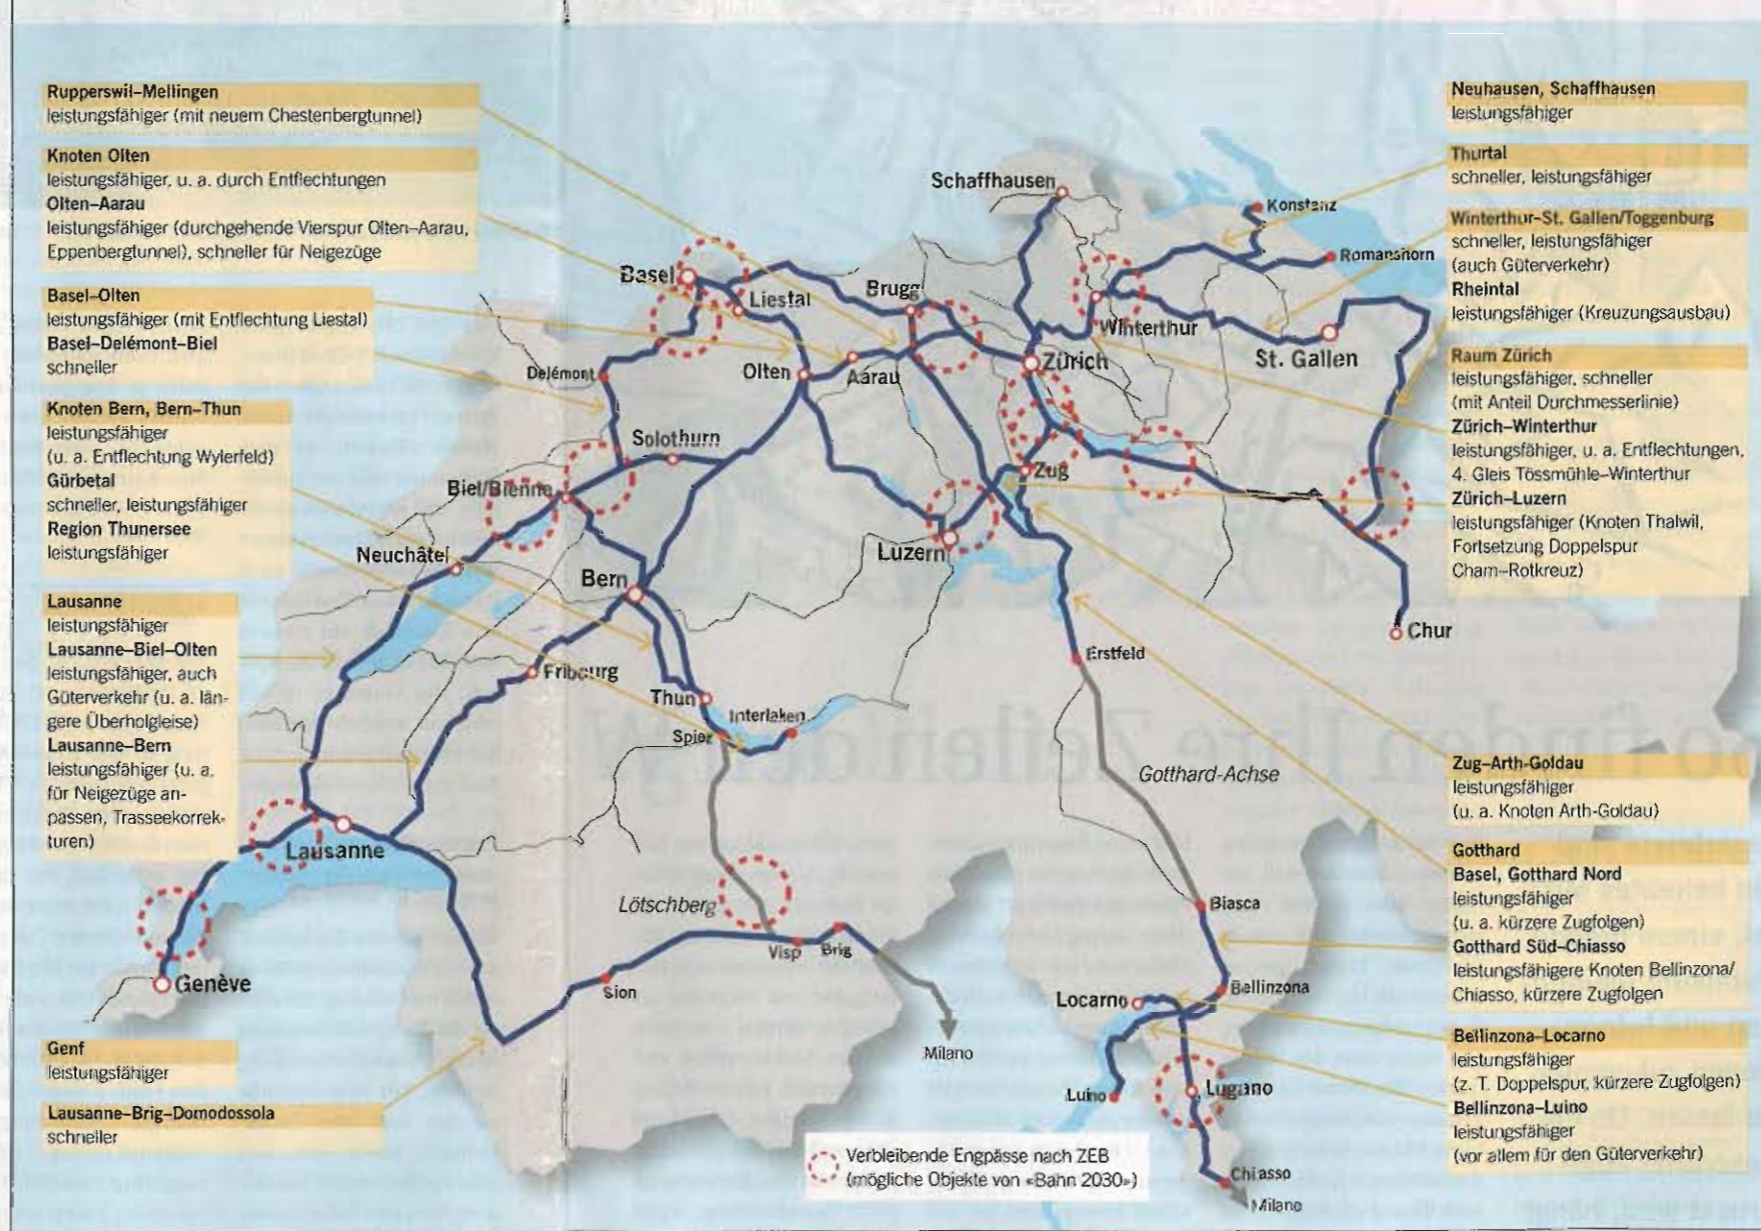 Rupperswil–Mellingen
leistungsfähiger (mit neuem Chestenbergtunnel)
Knoten Olten
leistungsfähiger, u. a. durch Entflechtungen
Olten–Aarau
leistungsfähiger (durchgehende Vierspur Olten–Aarau,
Eppenbergtunnel), schneller für Neigezüge
Basel–Olten
leistungsfähiger (mit Entflechtung Liestal)
Basel–Delémont–Biel
schneller
Knoten Bern, Bern–Thun
leistungsfähiger
(u. a. Entflechtung Wylerfeld)
Gürbetal
schneller, leistungsfähiger
Region Thunersee
leistungsfähiger
Lausanne
leistungsfähiger
Lausanne–Biel–Olten
leistungsfähiger, auch
Güterverkehr (u. a. län-
gere Überholgleise)
Lausanne–Bern
leistungsfähiger (u. a.
für Neigezüge an-
passen, Trasseekorrek-
turen)
Genf
leistungsfähiger
Lausanne–Brig–Domodossola
schneller
Schaffhausen
Konstanz
Romanshorn
Basel
Liestal
Brugg
Winterthur
St. Gallen
Zürich
Delémont
Olten
Aarau
Solothurn
Zug
Biel/Bienne
Neuchâtel
Luzern
Bern
Chur
Fribourg
Erstfeld
Thun
Interlaken
Spiez
Gotthard-Achse
Lausanne
Lötschberg
Biasca
Visp
Brig
Genève
Sion
Locarno
Bellinzona
Milano
Luino
Lugano
Chiasso
Milano
Verbleibende Engpässe nach ZEB
(mögliche Objekte von «Bahn 2030»)
Neuhausen, Schaffhausen
leistungsfähiger
Thurtal
schneller, leistungsfähiger
Winterthur–St. Gallen/Toggenburg
schneller, leistungsfähiger
(auch Güterverkehr)
Rheintal
leistungsfähiger (Kreuzungsausbau)
Raum Zürich
leistungsfähiger, schneller
(mit Anteil Durchmesserlinie)
Zürich–Winterthur
leistungsfähiger, u. a. Entflechtungen,
4. Gleis Tössmühle–Winterthur
Zürich–Luzern
leistungsfähiger (Knoten Thalwil,
Fortsetzung Doppelspur
Cham–Rotkreuz)
Zug–Arth-Goldau
leistungsfähiger
(u. a. Knoten Arth-Goldau)
Gotthard
Basel, Gotthard Nord
leistungsfähiger
(u. a. kürzere Zugfolgen)
Gotthard Süd–Chiasso
leistungsfähigere Knoten Bellinzona/
Chiasso, kürzere Zugfolgen
Bellinzona–Locarno
leistungsfähiger
(z. T. Doppelspur, kürzere Zugfolgen)
Bellinzona–Luino
leistungsfähiger
(vor allem für den Güterverkehr)